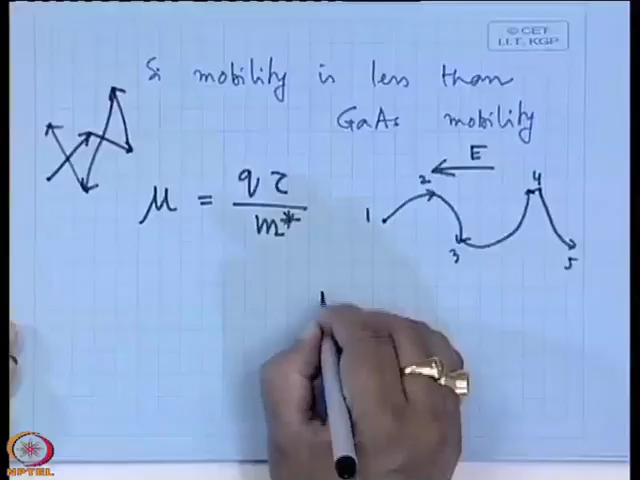 © CET
I.I.T. KGP
Si mobility is less than
GaAs mobility
μ = qτ / m*
E
1 2 3 4 5
NPTEL